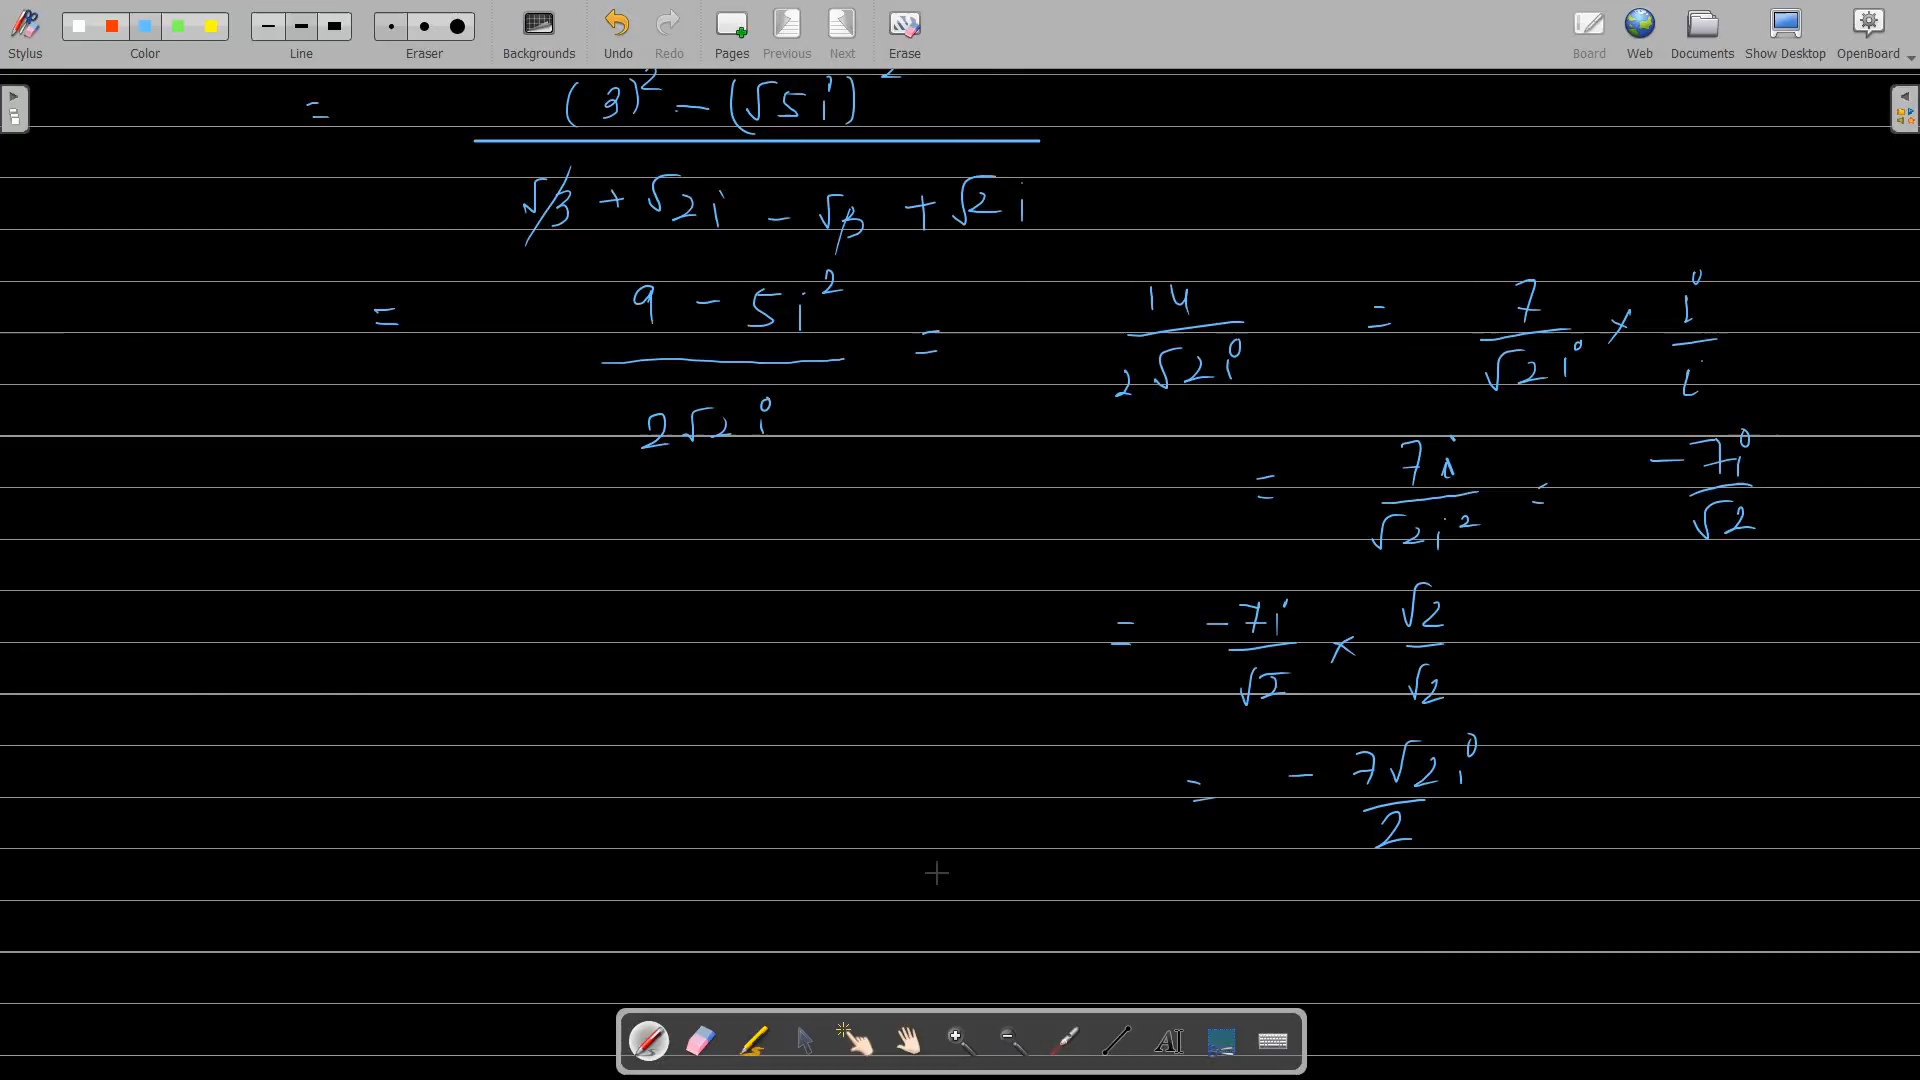 Stylus Color Line Eraser Backgrounds Undo Redo Pages Previous Next Erase Board Web Documents Show Desktop OpenBoard
= (3)² - (√5 i)²
√3 + √2 i - √3 + √2 i
= 9 - 5i² / 2√2 i = 14 / 2√2 i = 7 / √2 i × i / i
= 7i / √2 i² = -7i / √2
= -7i / √2 × √2 / √2
= - 7√2 i / 2
AI